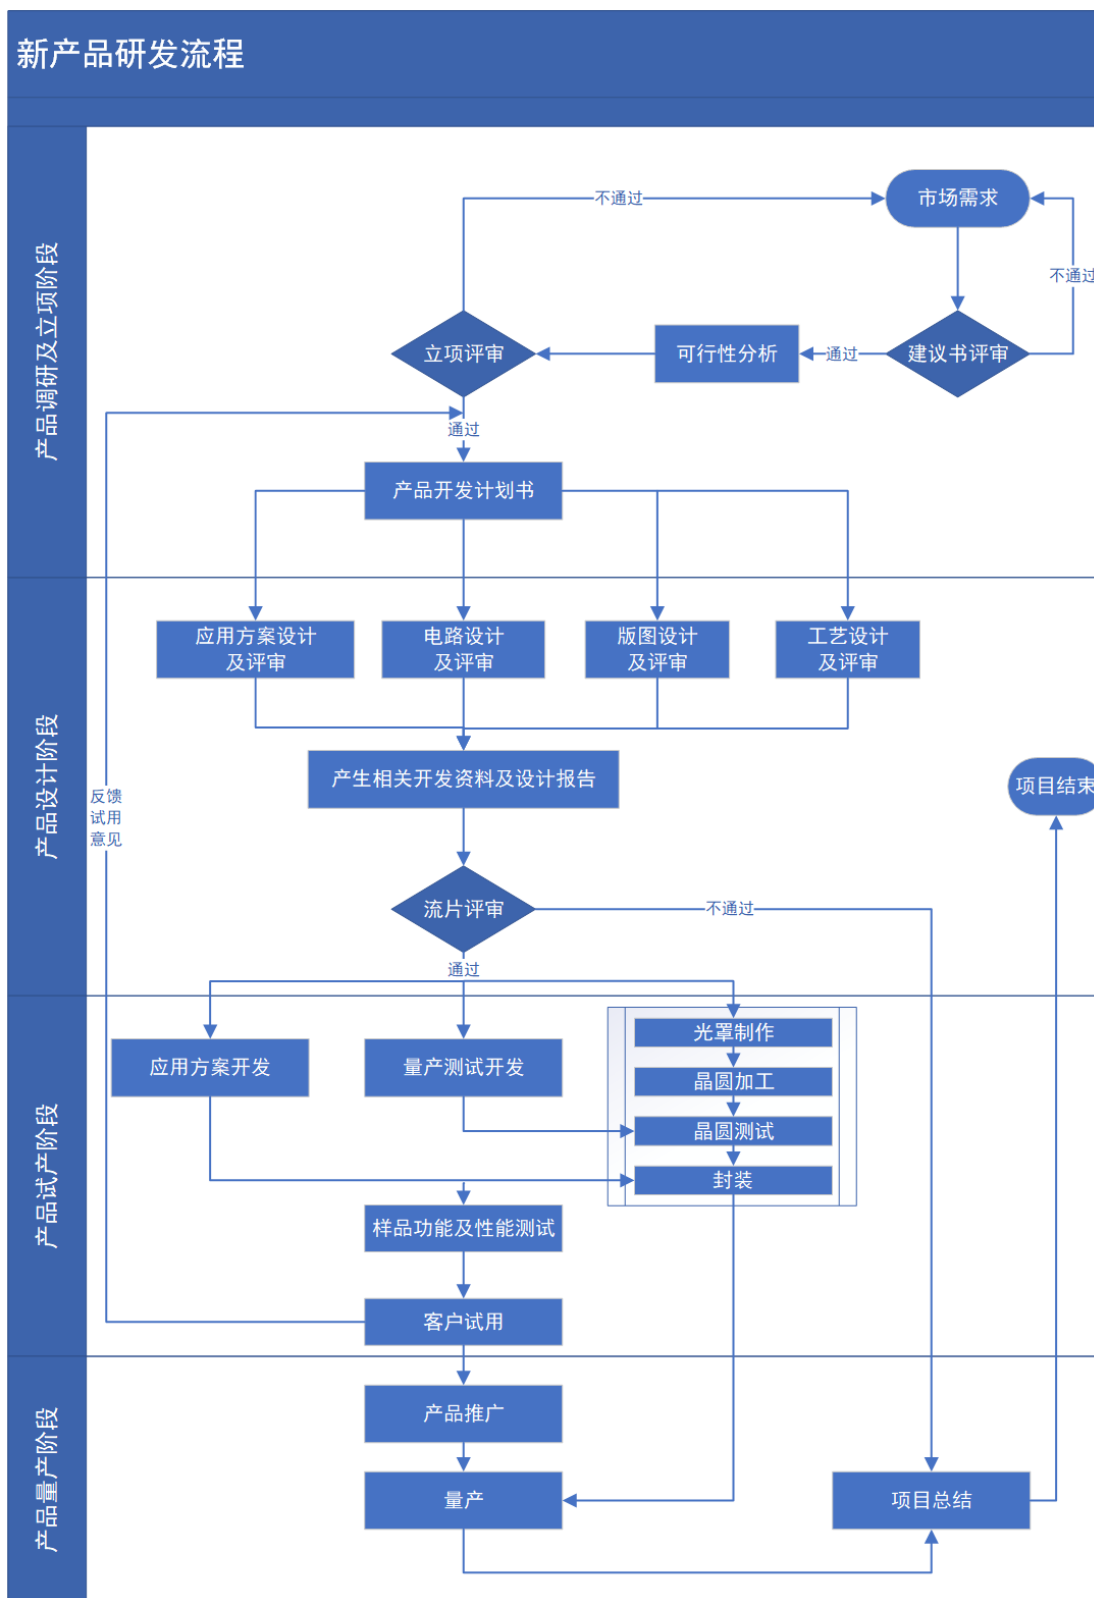 新产品研发流程
产品调研及立项阶段
不通过
市场需求
不通过
立项评审
可行性分析
通过
建议书评审
通过
产品开发计划书
产品设计阶段
应用方案设计
及评审
电路设计
及评审
版图设计
及评审
工艺设计
及评审
产生相关开发资料及设计报告
项目结束
反馈
试用
意见
流片评审
不通过
通过
产品试产阶段
应用方案开发
量产测试开发
光罩制作
晶圆加工
晶圆测试
封装
样品功能及性能测试
客户试用
产品量产阶段
产品推广
量产
项目总结